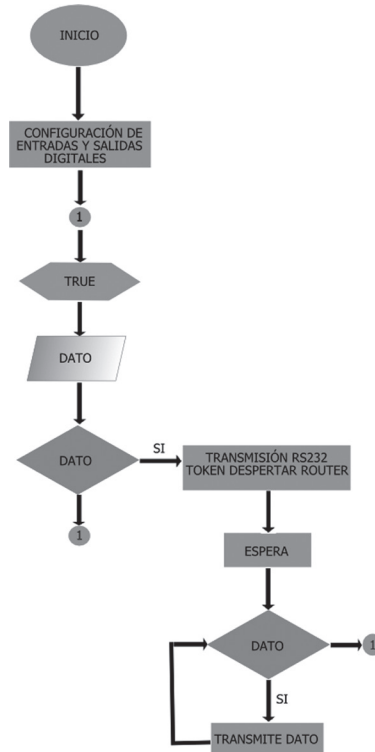 INICIO
CONFIGURACIÓN DE
ENTRADAS Y SALIDAS
DIGITALES
1
TRUE
DATO
DATO
SI
TRANSMISIÓN RS232
TOKEN DESPERTAR ROUTER
1
ESPERA
DATO
1
SI
TRANSMITE DATO